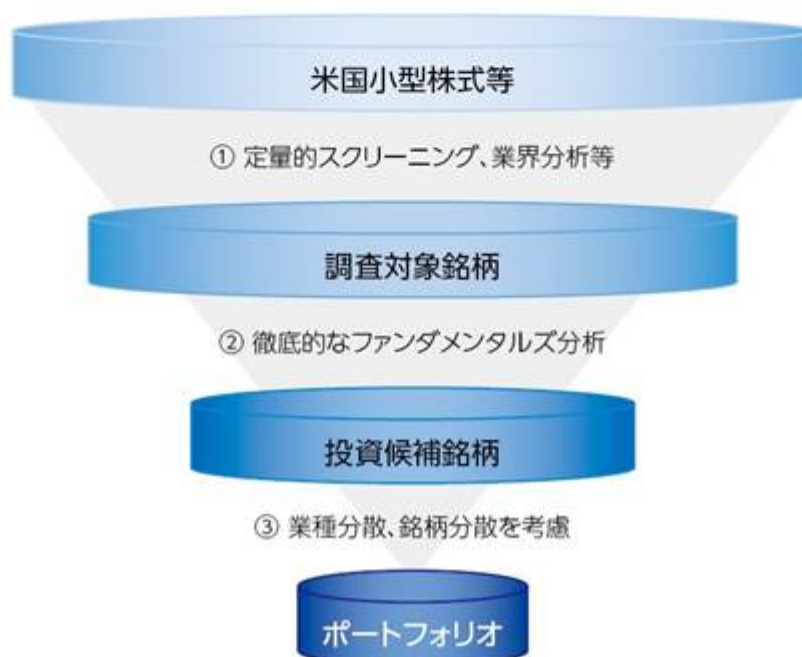 米国小型株式等
① 定量的スクリーニング、業界分析等
調査対象銘柄
② 徹底的なファンダメンタルズ分析
投資候補銘柄
③ 業種分散、銘柄分散を考慮
ポートフォリオ